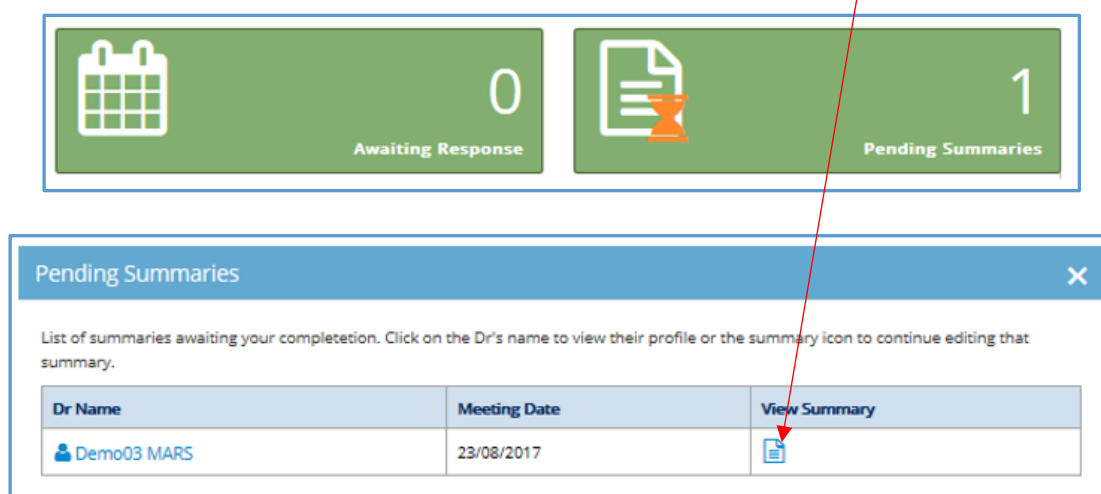 0
Awaiting Response
1
Pending Summaries
Pending Summaries
List of summaries awaiting your completetion. Click on the Dr's name to view their profile or the summary icon to continue editing that
summary.
Dr Name Meeting Date View Summary
Demo03 MARS 23/08/2017